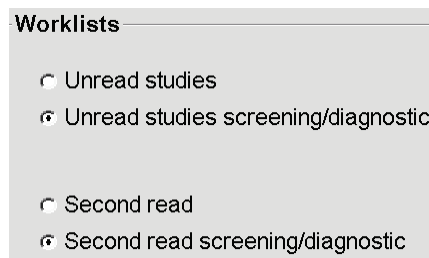 Worklists
Unread studies
Unread studies screening/diagnostic
Second read
Second read screening/diagnostic